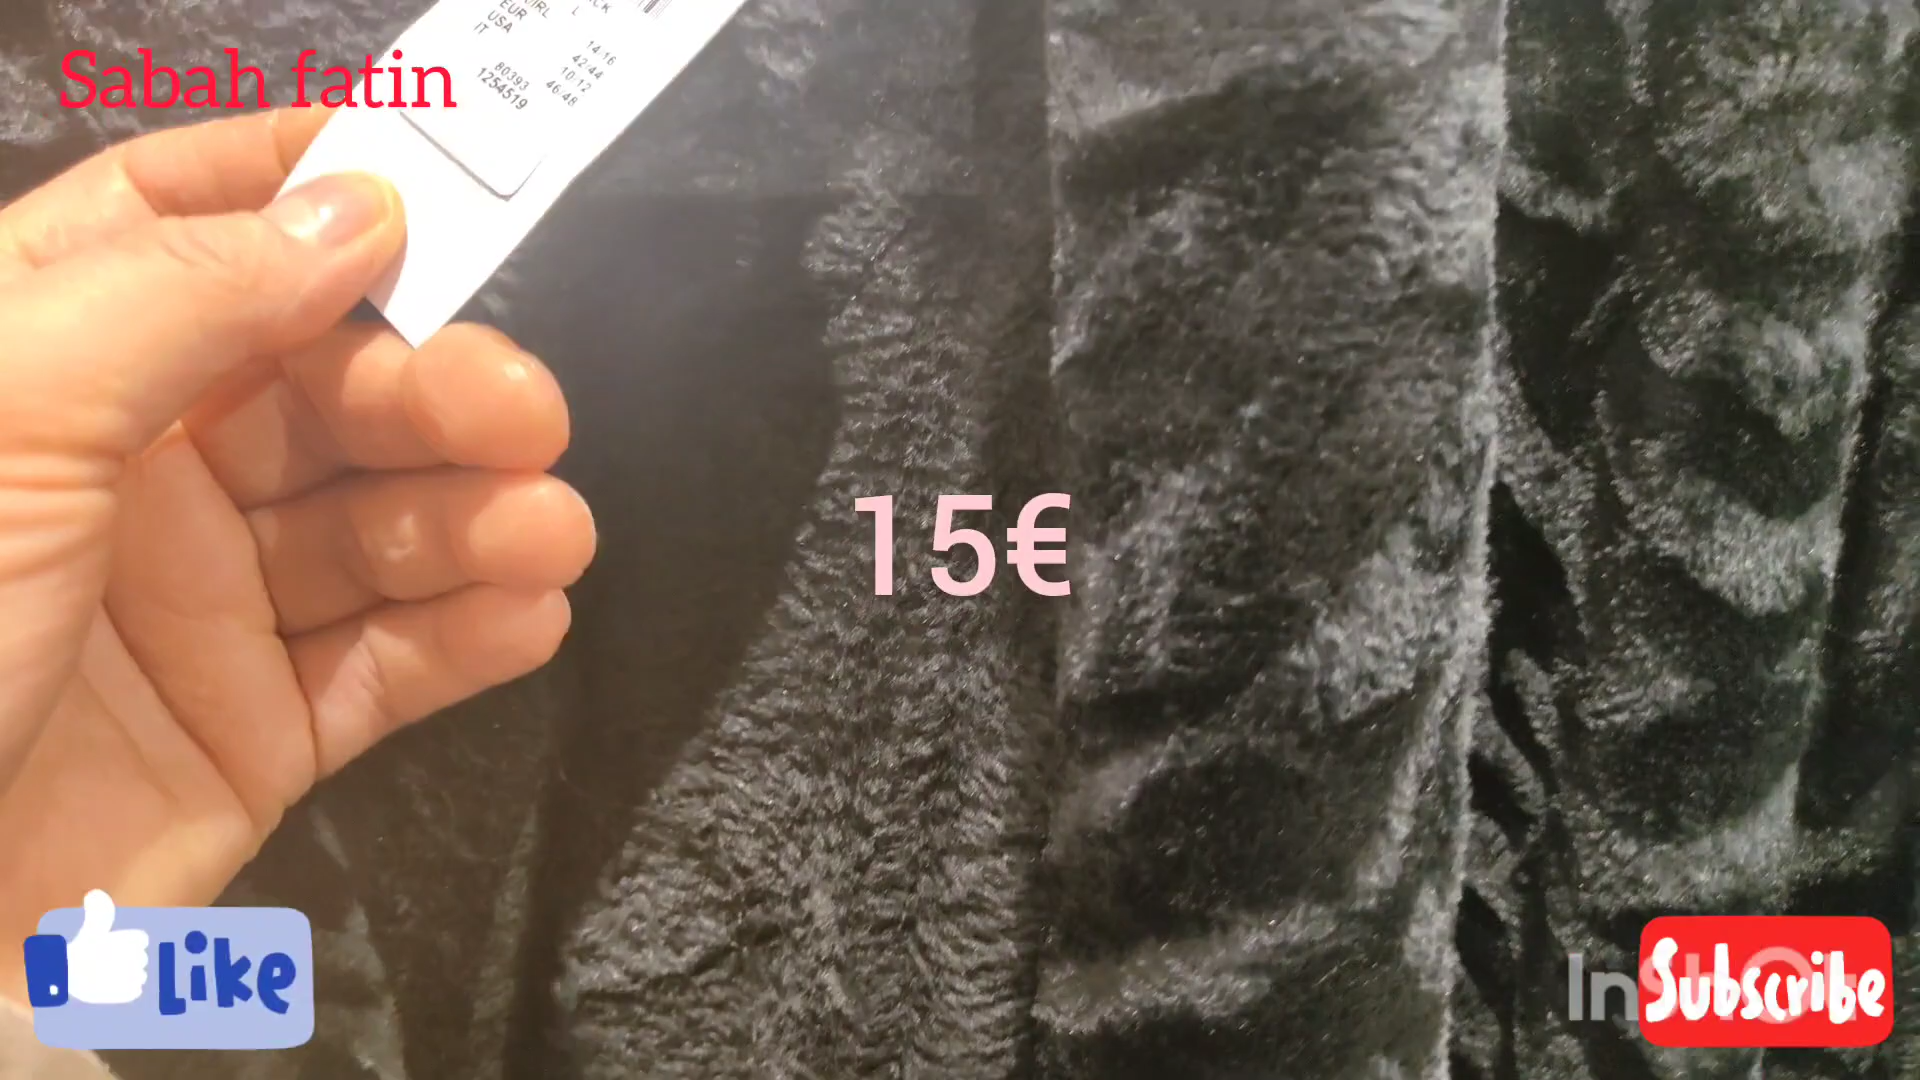 Sabah fatin
L
EUR
USA
IT
14:16
42/44
10:12
46:48
80393
1254519
15€
Like
Subscribe